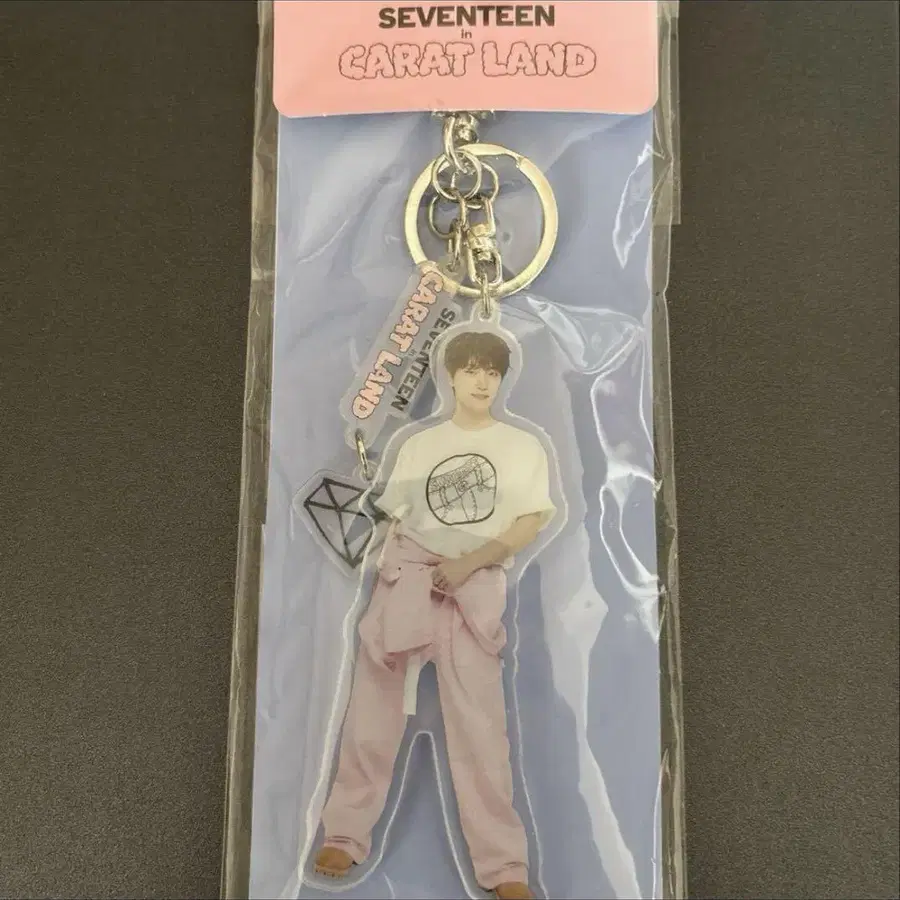 SEVENTEEN
in
CARAT LAND
SEVENTEEN
in
CARAT LAND